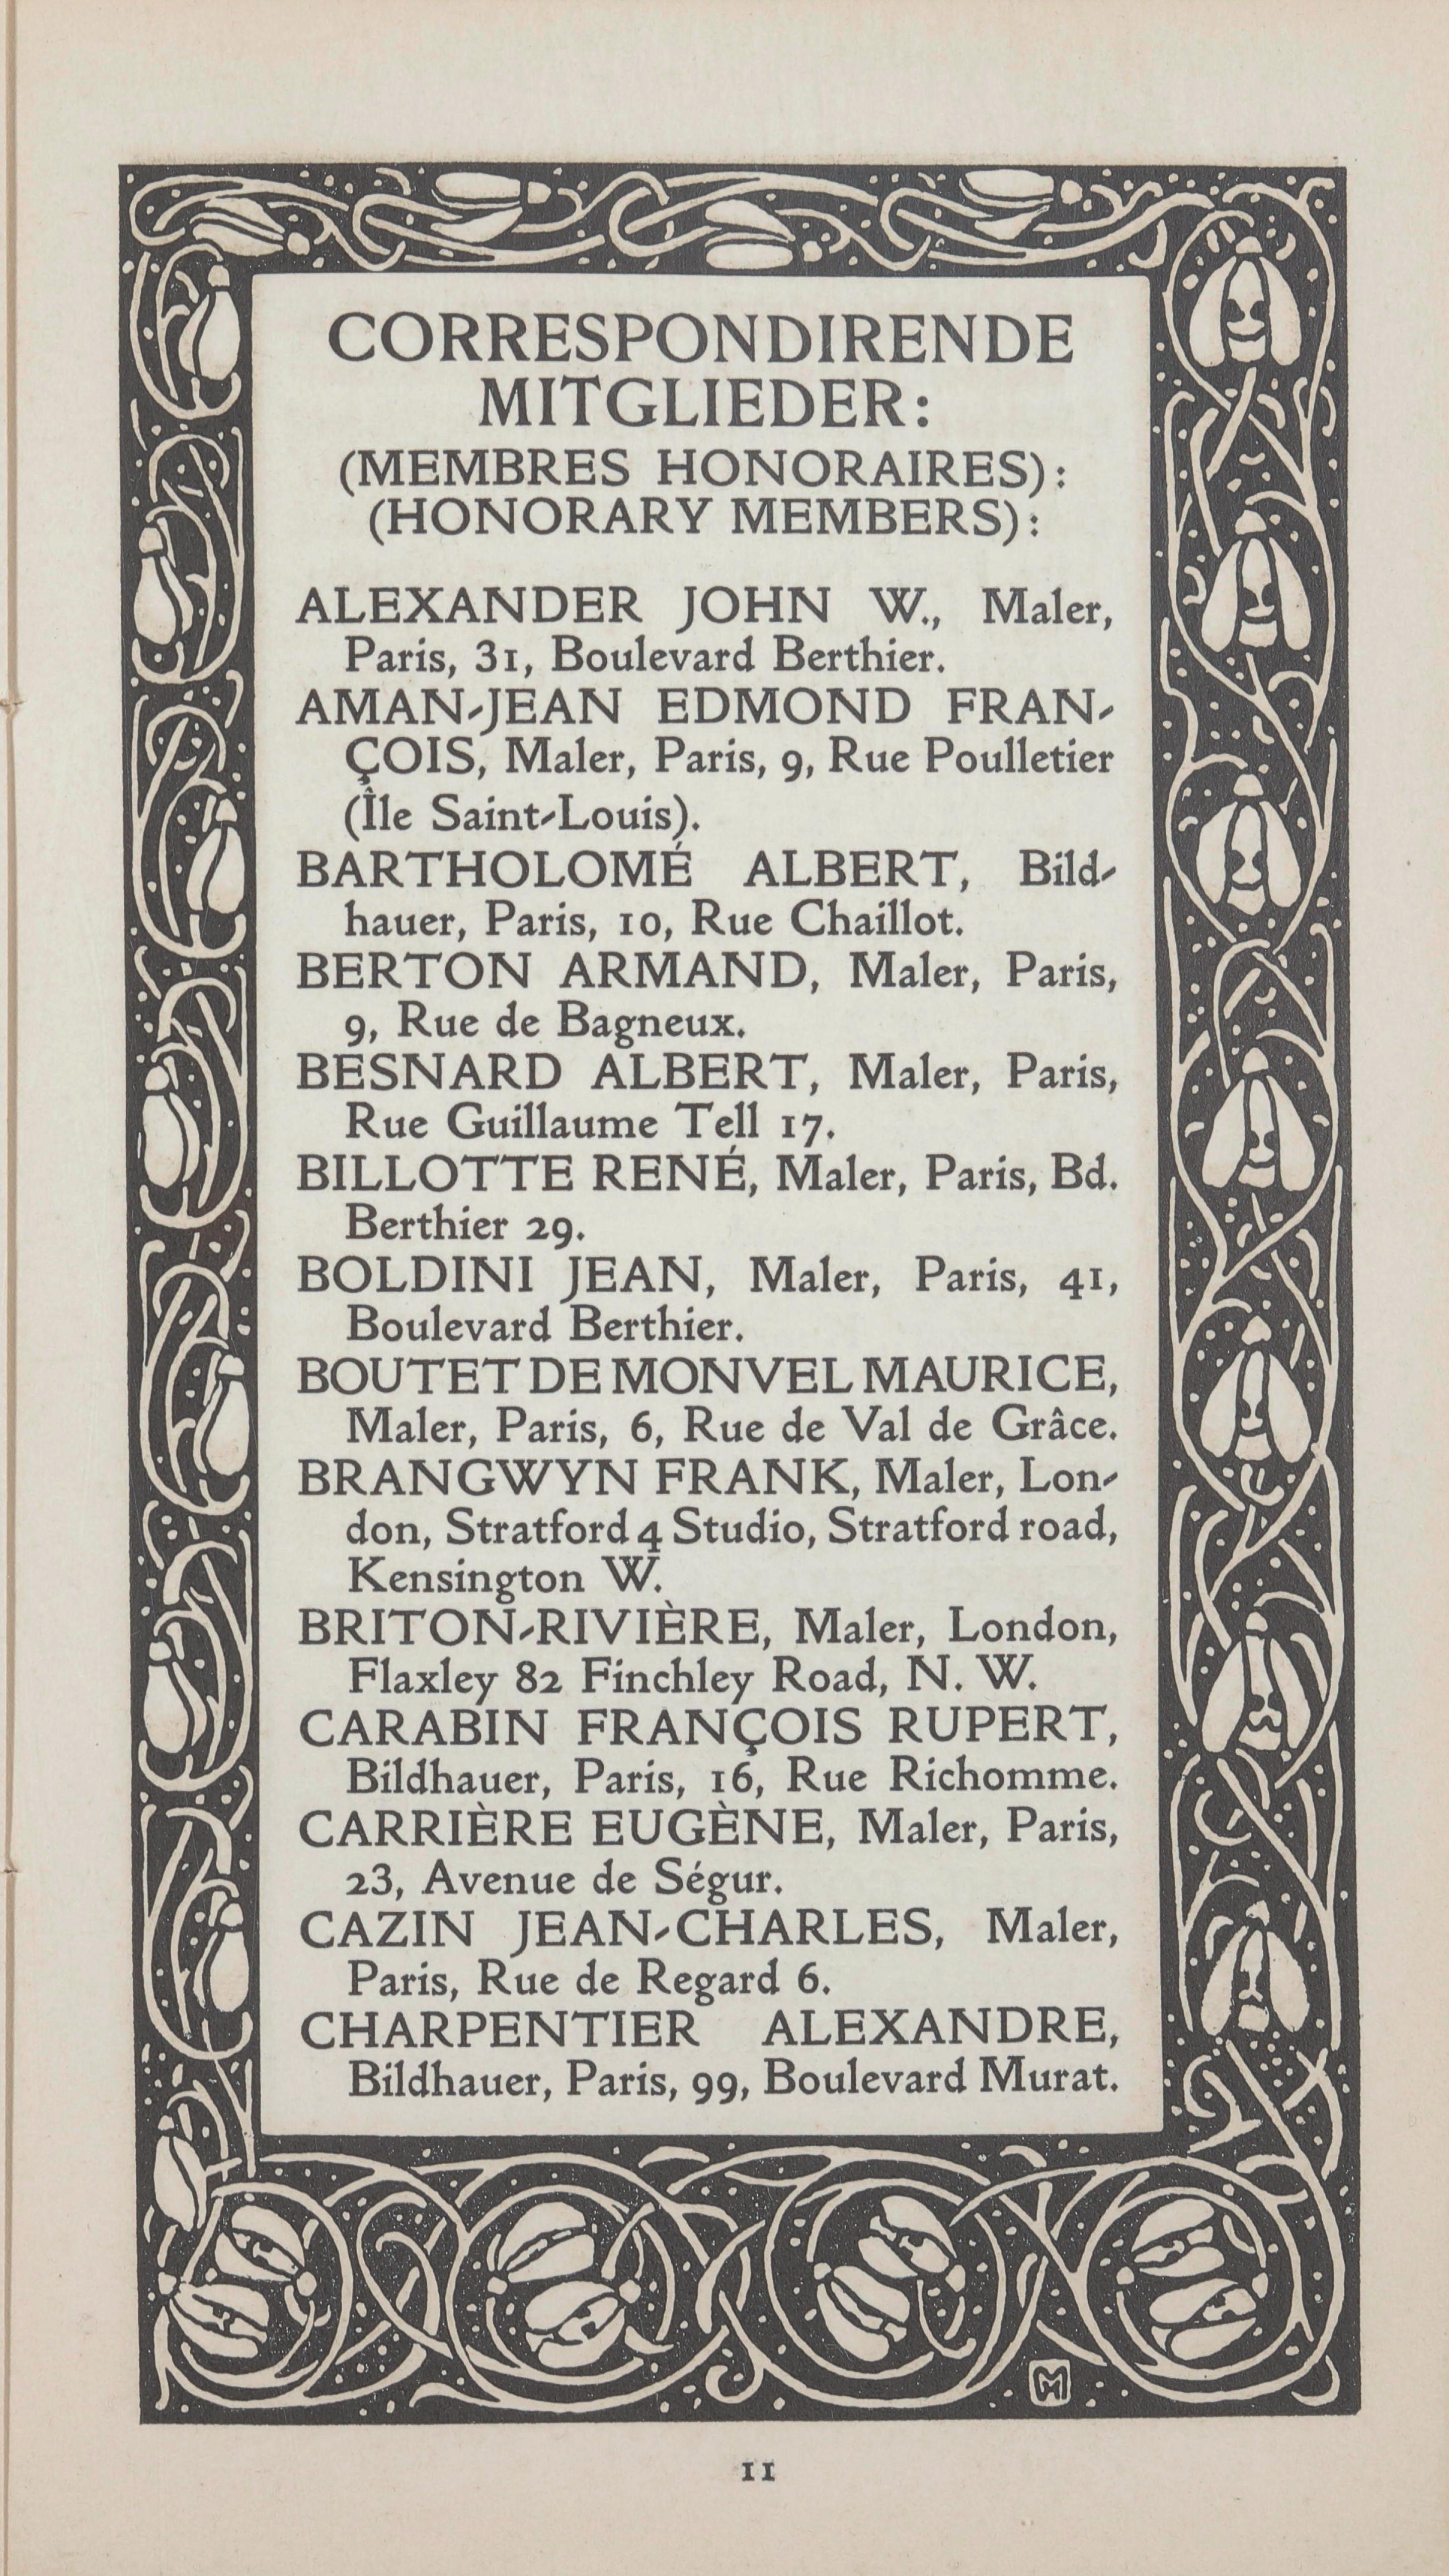 CORRESPONDIRENDE
MITGLIEDER:
(MEMBRES HONORAIRES):
(HONORARY MEMBERS):
ALEXANDER JOHN W., Maler,
Paris, 31, Boulevard Berthier.
AMAN-JEAN EDMOND FRAN-
ÇOIS, Maler, Paris, 9, Rue Poulletier
(Île Saint-Louis).
BARTHOLOMÉ ALBERT, Bild-
hauer, Paris, 10, Rue Chaillot.
BERTON ARMAND, Maler, Paris,
9, Rue de Bagneux.
BESNARD ALBERT, Maler, Paris,
Rue Guillaume Tell 17.
BILLOTTE RENÉ, Maler, Paris, Bd.
Berthier 29.
BOLDINI JEAN, Maler, Paris, 41,
Boulevard Berthier.
BOUTET DE MONVEL MAURICE,
Maler, Paris, 6, Rue de Val de Grâce.
BRANGWYN FRANK, Maler, Lon-
don, Stratford 4 Studio, Stratford road,
Kensington W.
BRITON-RIVIÈRE, Maler, London,
Flaxley 82 Finchley Road, N. W.
CARABIN FRANÇOIS RUPERT,
Bildhauer, Paris, 16, Rue Richomme.
CARRIÈRE EUGÈNE, Maler, Paris,
23, Avenue de Ségur.
CAZIN JEAN-CHARLES, Maler,
Paris, Rue de Regard 6.
CHARPENTIER ALEXANDRE,
Bildhauer, Paris, 99, Boulevard Murat.
M
11